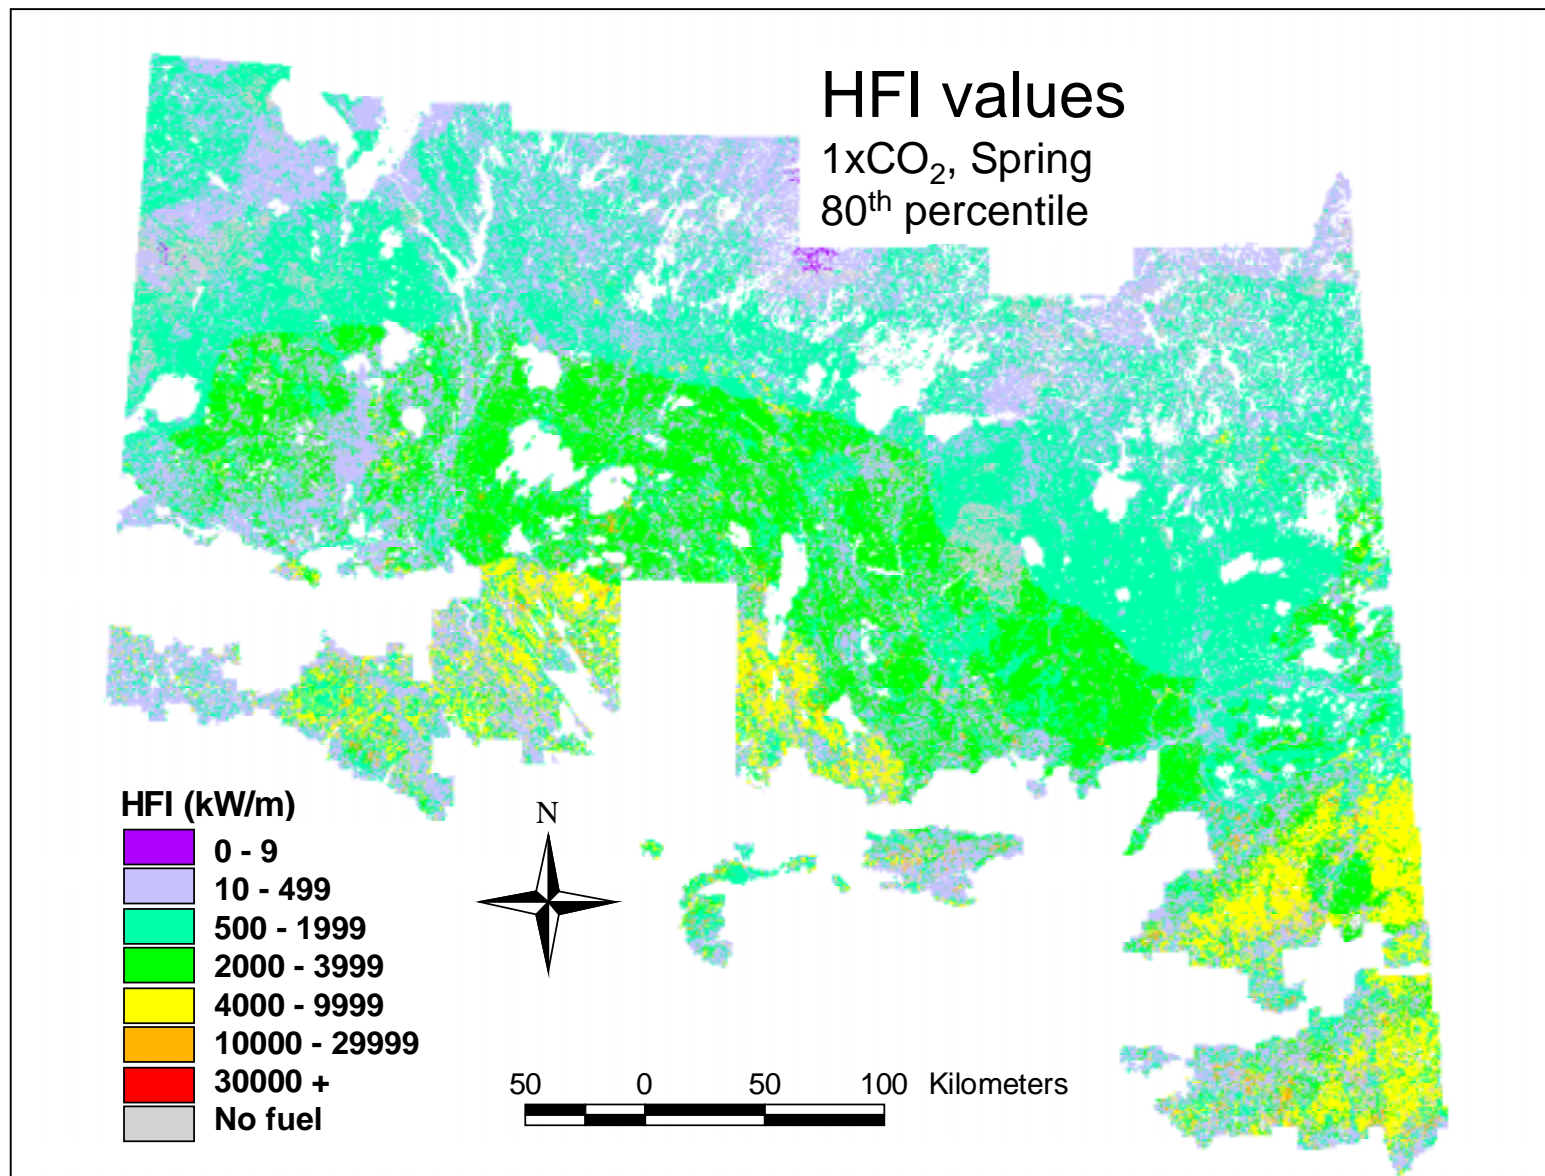 HFI values
1xCO₂, Spring
80ᵗʰ percentile
HFI (kW/m)
0 - 9
10 - 499
500 - 1999
2000 - 3999
4000 - 9999
10000 - 29999
30000 +
No fuel
N
50 0 50 100 Kilometers